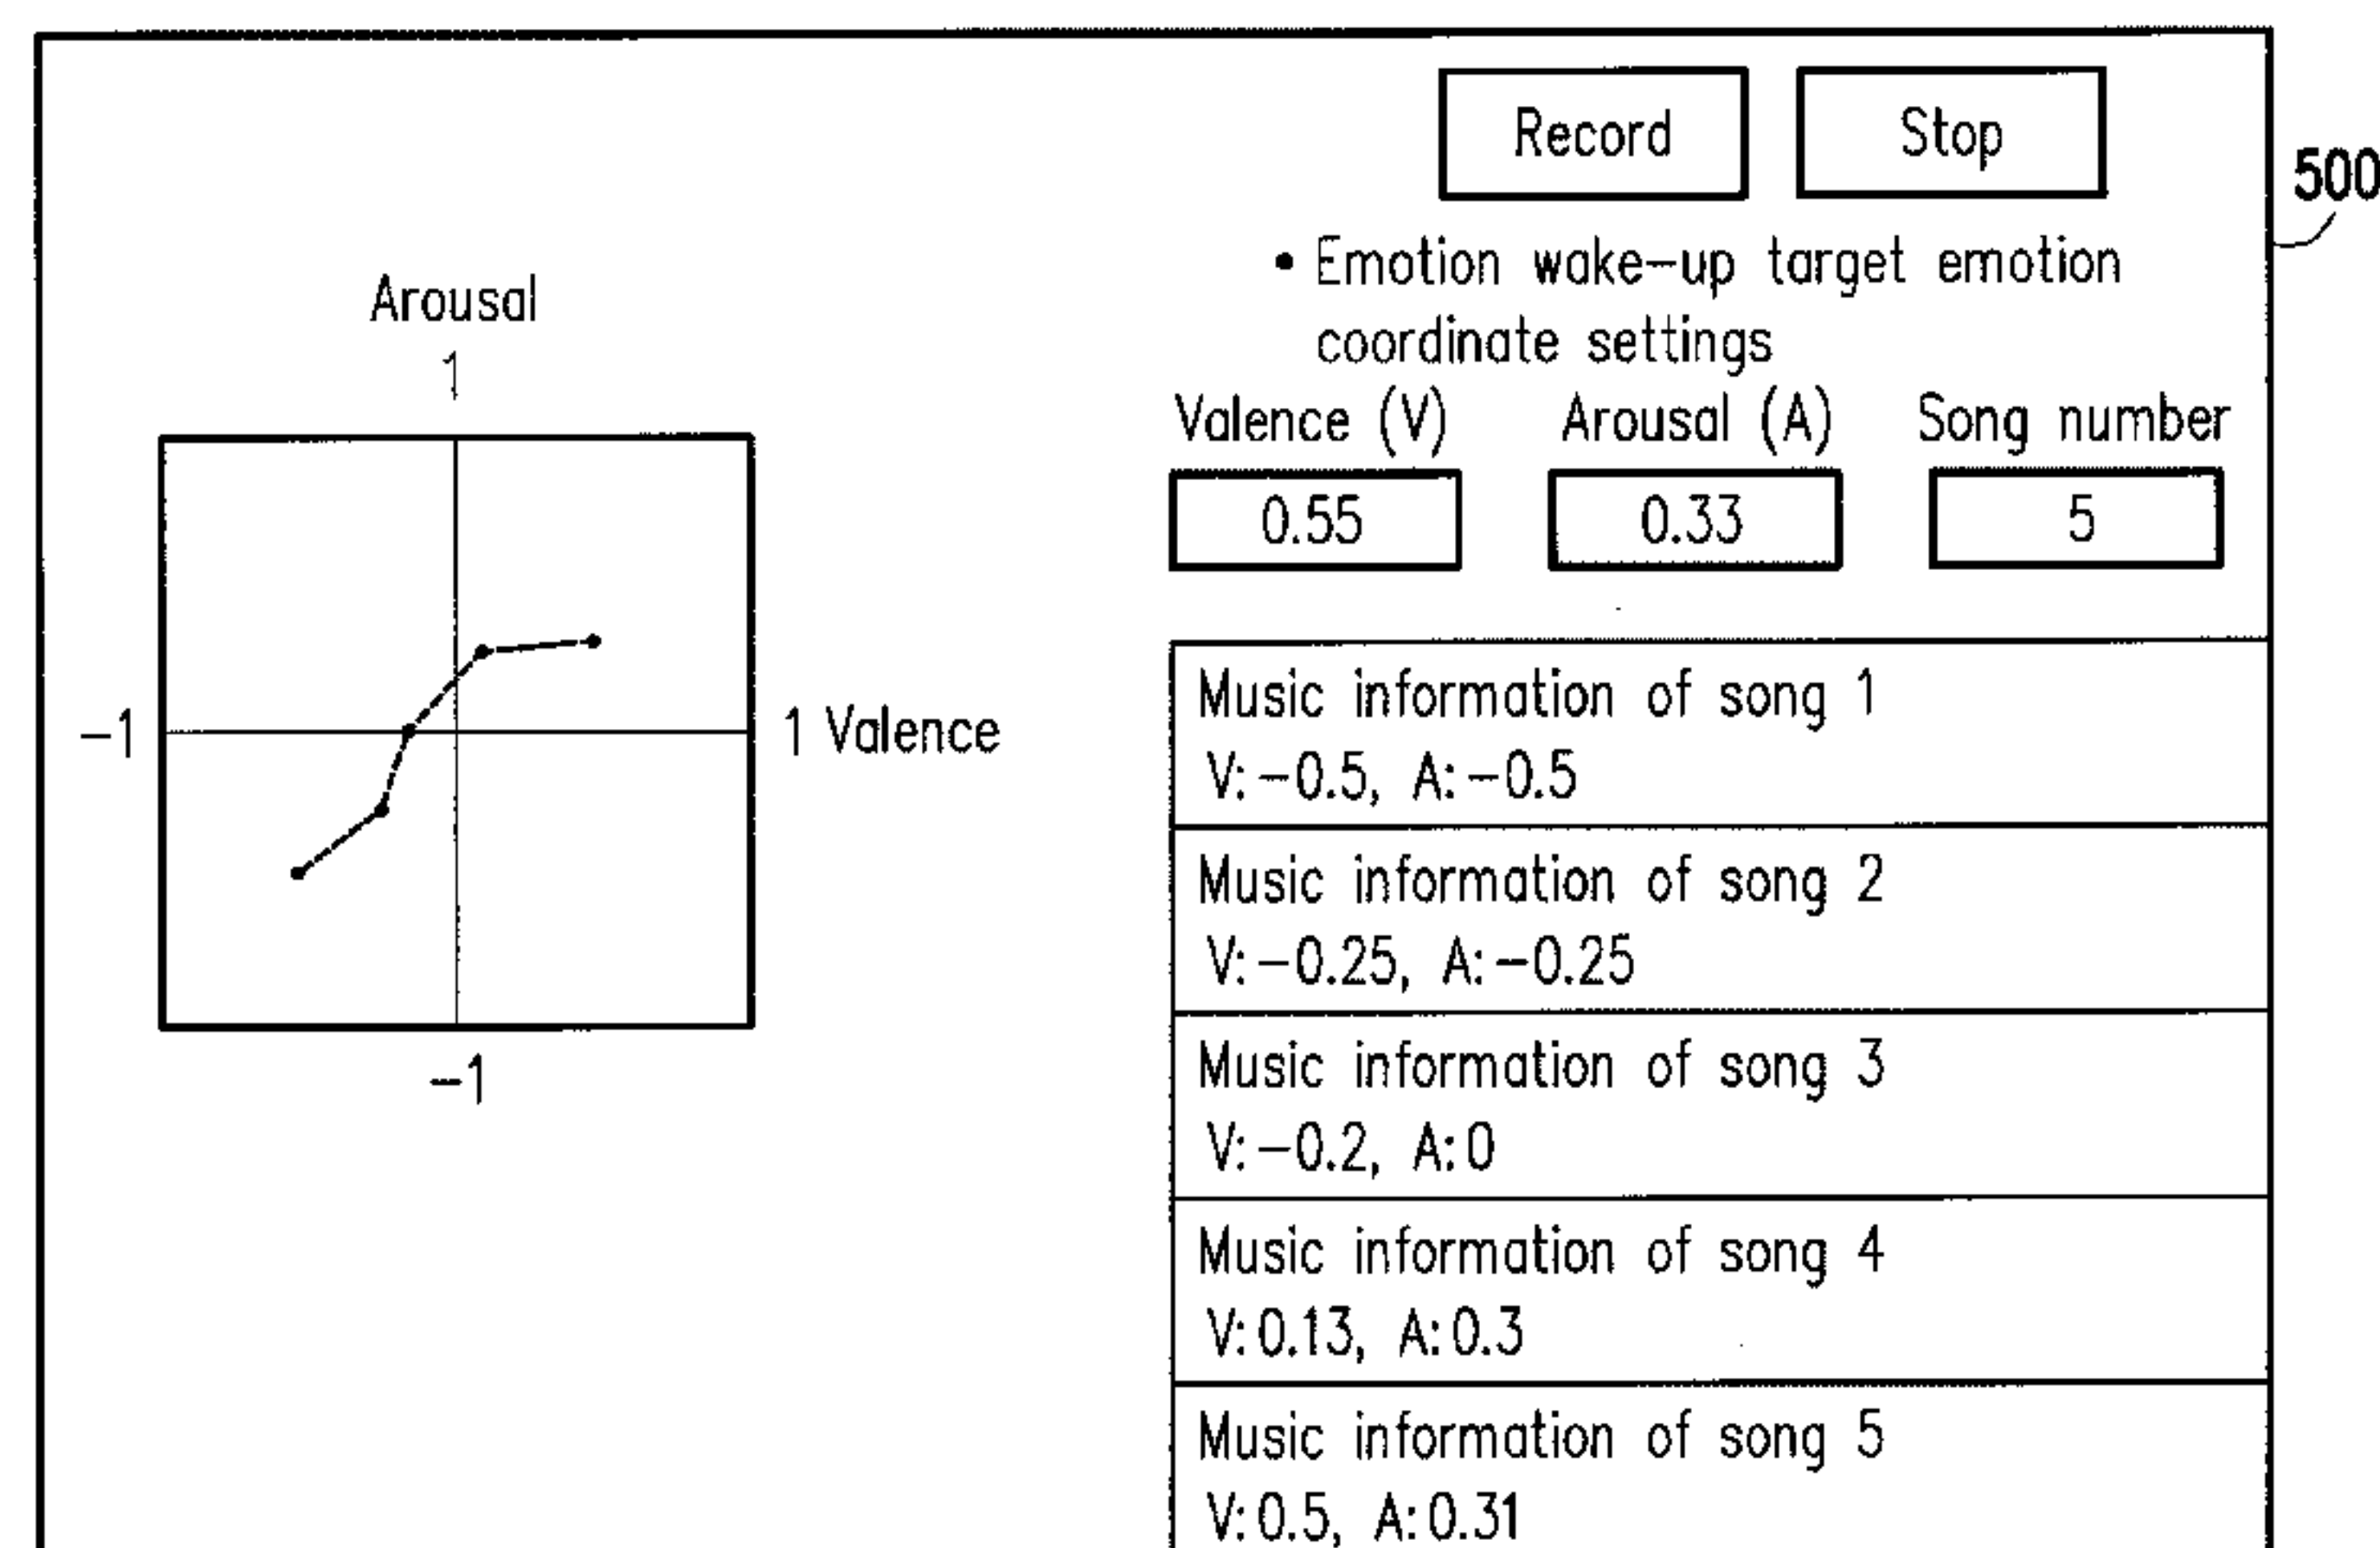 Record
Stop
500
• Emotion wake-up target emotion
coordinate settings
Valence (V)
Arousal (A)
Song number
0.55
0.33
5
Arousal
1
-1
1 Valence
-1
Music information of song 1
V:-0.5, A:-0.5
Music information of song 2
V:-0.25, A:-0.25
Music information of song 3
V:-0.2, A:0
Music information of song 4
V:0.13, A:0.3
Music information of song 5
V:0.5, A:0.31